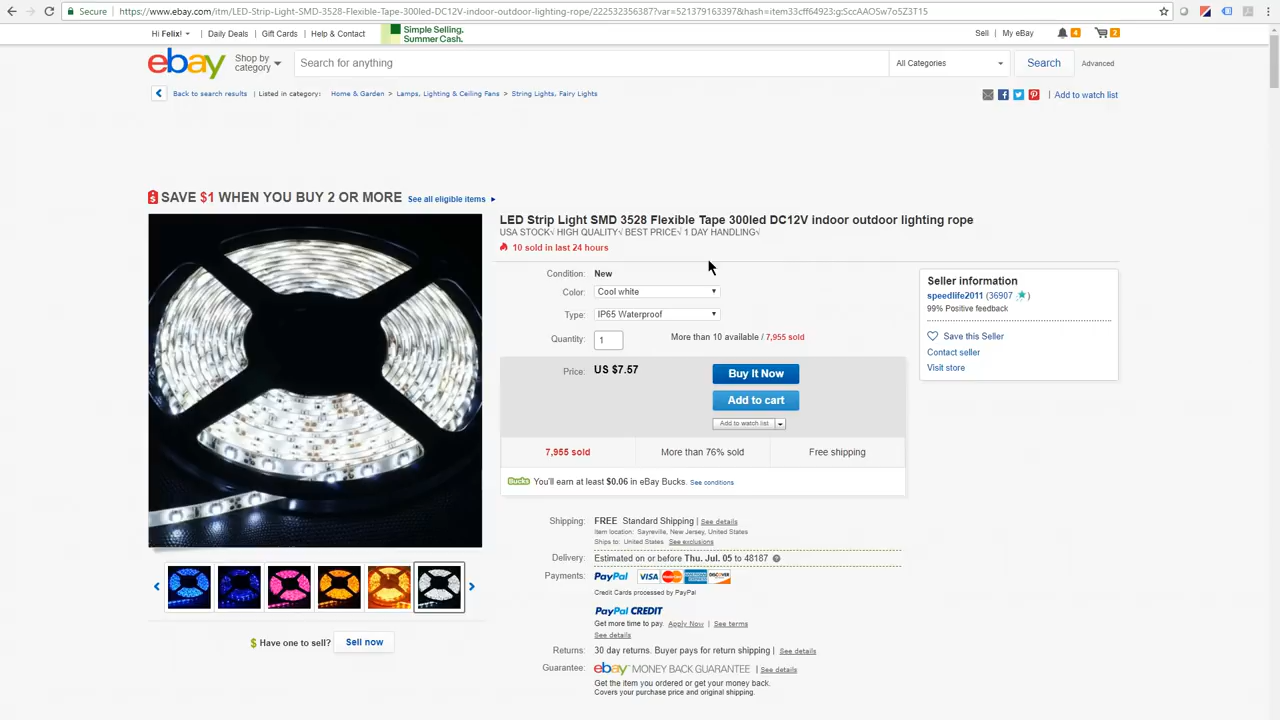 Secure https://www.ebay.com/itm/LED-Strip-Light-SMD-3528-Flexible-Tape-300led-DC12V-indoor-outdoor-lighting-rope/222532356387?var=521379163397&hash=item33cff64923:g:SccAAOSw7o5Z3T15
Hi Felix! Daily Deals Gift Cards Help & Contact Simple Selling. Summer Cash. Sell My eBay 4 2
ebay Shop by category Search for anything All Categories Search Advanced
Back to search results | Listed in category: Home & Garden > Lamps, Lighting & Ceiling Fans > String Lights, Fairy Lights | Add to watch list
SAVE $1 WHEN YOU BUY 2 OR MORE See all eligible items
LED Strip Light SMD 3528 Flexible Tape 300led DC12V indoor outdoor lighting rope
USA STOCK√ HIGH QUALITY√ BEST PRICE√ 1 DAY HANDLING√
10 sold in last 24 hours
Condition: New
Color: Cool white
Type: IP65 Waterproof
Quantity: 1 More than 10 available / 7,955 sold
Price: US $7.57 Buy It Now
Add to cart
Add to watch list
7,955 sold More than 76% sold Free shipping
Bucks You'll earn at least $0.06 in eBay Bucks. See conditions
Seller information
speedlife2011 (36907 )
99% Positive feedback
Save this Seller
Contact seller
Visit store
Shipping: FREE Standard Shipping | See details
Item location: Sayreville, New Jersey, United States
Ships to: United States See exclusions
Delivery: Estimated on or before Thu. Jul. 05 to 48187
Payments: PayPal VISA MasterCard AMERICAN EXPRESS DISCOVER
Credit Cards processed by PayPal
PayPal CREDIT
Get more time to pay. Apply Now | See terms
See details
Returns: 30 day returns. Buyer pays for return shipping | See details
Guarantee: ebay MONEY BACK GUARANTEE | See details
Get the item you ordered or get your money back.
Covers your purchase price and original shipping.
$ Have one to sell? Sell now